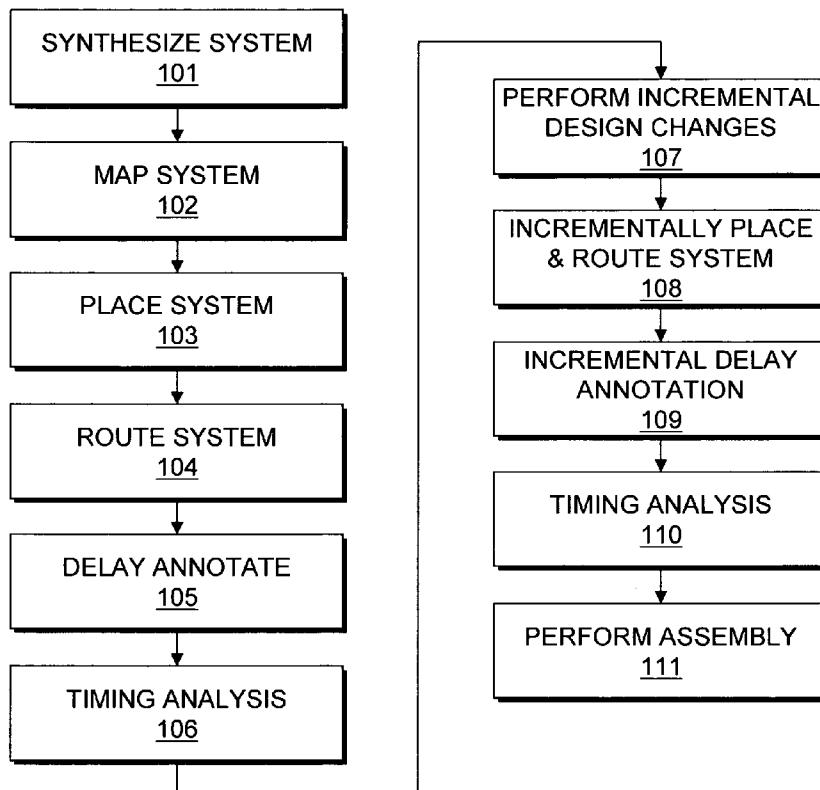 SYNTHESIZE SYSTEM
101
MAP SYSTEM
102
PLACE SYSTEM
103
ROUTE SYSTEM
104
DELAY ANNOTATE
105
TIMING ANALYSIS
106
PERFORM INCREMENTAL
DESIGN CHANGES
107
INCREMENTALLY PLACE
& ROUTE SYSTEM
108
INCREMENTAL DELAY
ANNOTATION
109
TIMING ANALYSIS
110
PERFORM ASSEMBLY
111